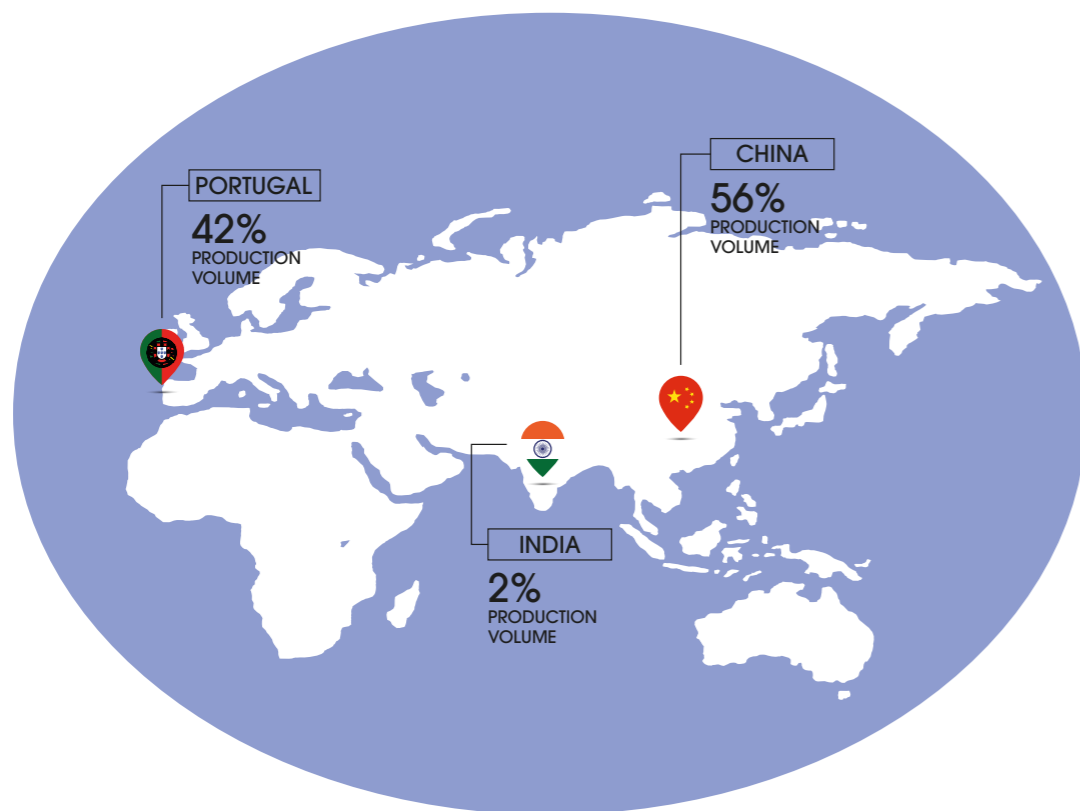 PORTUGAL
42%
PRODUCTION
VOLUME
CHINA
56%
PRODUCTION
VOLUME
INDIA
2%
PRODUCTION
VOLUME